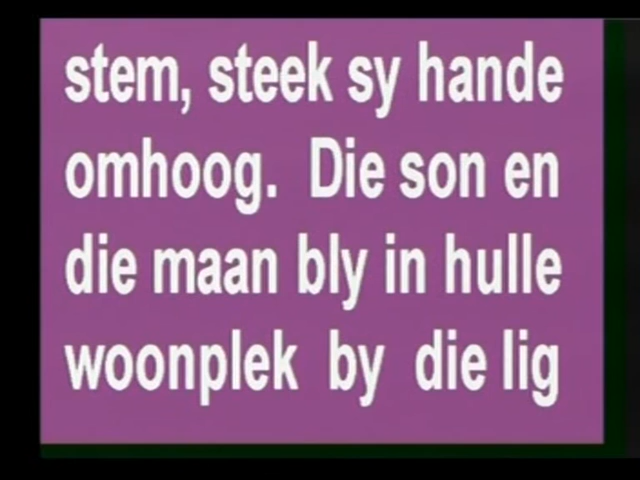 stem, steek sy hande
omhoog. Die son en
die maan bly in hulle
woonplek by die lig